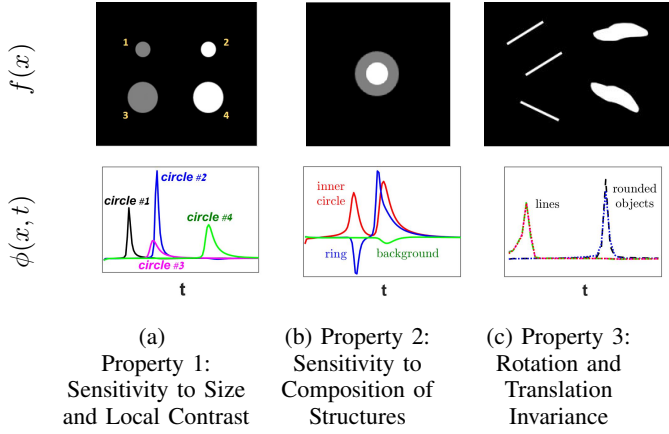 f(x)
1
2
3
4
ϕ(x, t)
circle #1
circle #2
circle #3
circle #4
t
inner
circle
ring
background
t
lines
rounded
objects
t
(a)
Property 1:
Sensitivity to Size
and Local Contrast
(b) Property 2:
Sensitivity to
Composition of
Structures
(c) Property 3:
Rotation and
Translation
Invariance